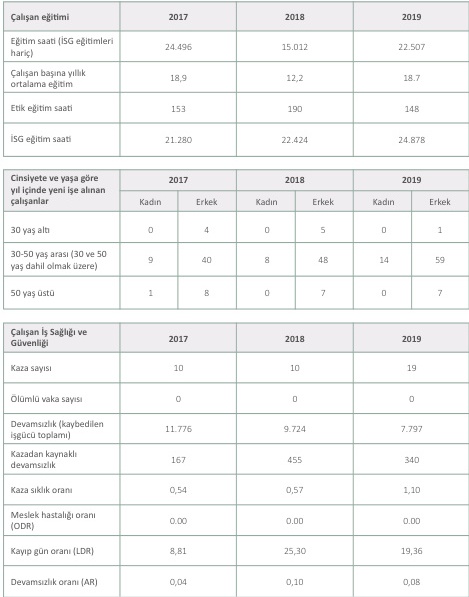 Çalışan eğitimi 2017 2018 2019
Eğitim saati (İSG eğitimleri
hariç) 24.496 15.012 22.507
Çalışan başına yıllık
ortalama eğitim 18,9 12,2 18.7
Etik eğitim saati 153 190 148
İSG eğitim saati 21.280 22.424 24.878
Cinsiyete ve yaşa göre
yıl içinde yeni işe alınan
çalışanlar 2017 2018 2019
Kadın Erkek Kadın Erkek Kadın Erkek
30 yaş altı 0 4 0 5 0 1
30-50 yaş arası (30 ve 50
yaş dahil olmak üzere) 9 40 8 48 14 59
50 yaş üstü 1 8 0 7 0 7
Çalışan İş Sağlığı ve
Güvenliği 2017 2018 2019
Kaza sayısı 10 10 19
Ölümlü vaka sayısı 0 0 0
Devamsızlık (kaybedilen
işgücü toplamı) 11.776 9.724 7.797
Kazadan kaynaklı
devamsızlık 167 455 340
Kaza sıklık oranı 0,54 0,57 1,10
Meslek hastalığı oranı
(ODR) 0.00 0.00 0.00
Kayıp gün oranı (LDR) 8,81 25,30 19,36
Devamsızlık oranı (AR) 0,04 0,10 0,08